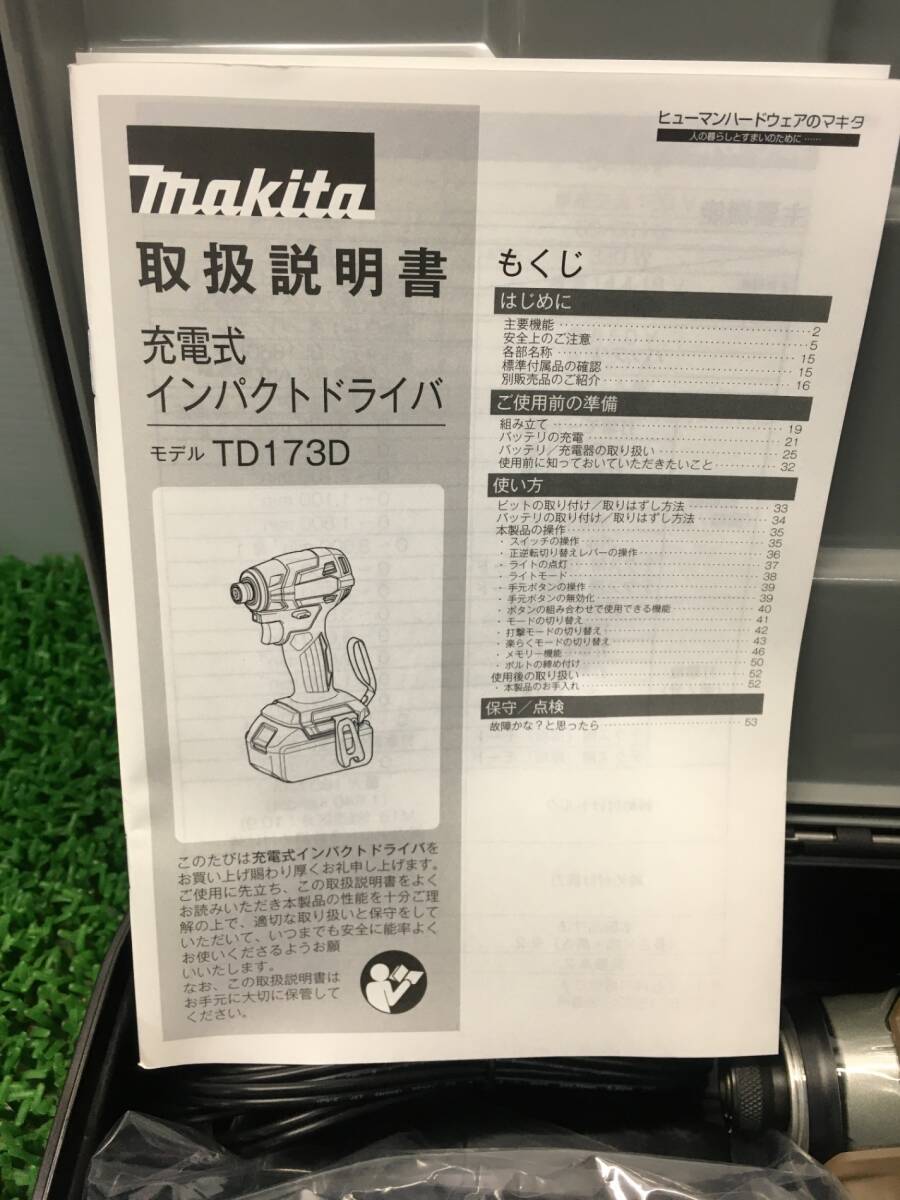 makita
取扱説明書
充電式
インパクトドライバ
モデル TD173D
このたびは充電式インパクトドライバを
お買い上げ賜わり厚くお礼申し上げます。
ご使用に先立ち、この取扱説明書をよく
お読みいただき本製品の性能を十分ご理
解の上で、適切な取り扱いと保守をして
いただいて、いつまでも安全に能率よく
お使いくださるようお願
いいたします。
なお、この取扱説明書は
お手元に大切に保管して
ください。
ヒューマンハードウェアのマキタ
人の暮らしとすまいのために……
もくじ
はじめに
主要機能 2
安全上のご注意 5
各部名称 15
標準付属品の確認 15
別販売品のご紹介 16
ご使用前の準備
組み立て 19
バッテリの充電 21
バッテリ／充電器の取り扱い 25
使用前に知っておいていただきたいこと 32
使い方
ビットの取り付け／取りはずし方法 33
バッテリの取り付け／取りはずし方法 34
本製品の操作 35
・スイッチの操作 35
・正逆転切り替えレバーの操作 36
・ライトの点灯 37
・ライトモード 38
・手元ボタンの操作 39
・手元ボタンの無効化 39
・ボタンの組み合わせで使用できる機能 40
・モードの切り替え 41
・打撃モードの切り替え 42
・楽らくモードの切り替え 43
・メモリー機能 46
・ボルトの締め付け 50
使用後の取り扱い 52
・本製品のお手入れ 52
保守／点検
故障かな？と思ったら 53